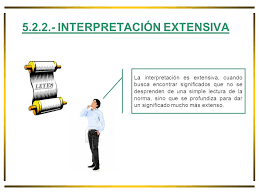 5.2.2.- INTERPRETACIÓN EXTENSIVA
LEYES
La interpretación es extensiva, cuando
busca encontrar significados que no se
desprenden de una simple lectura de la
norma, sino que se profundiza para dar
un significado mucho más extenso.